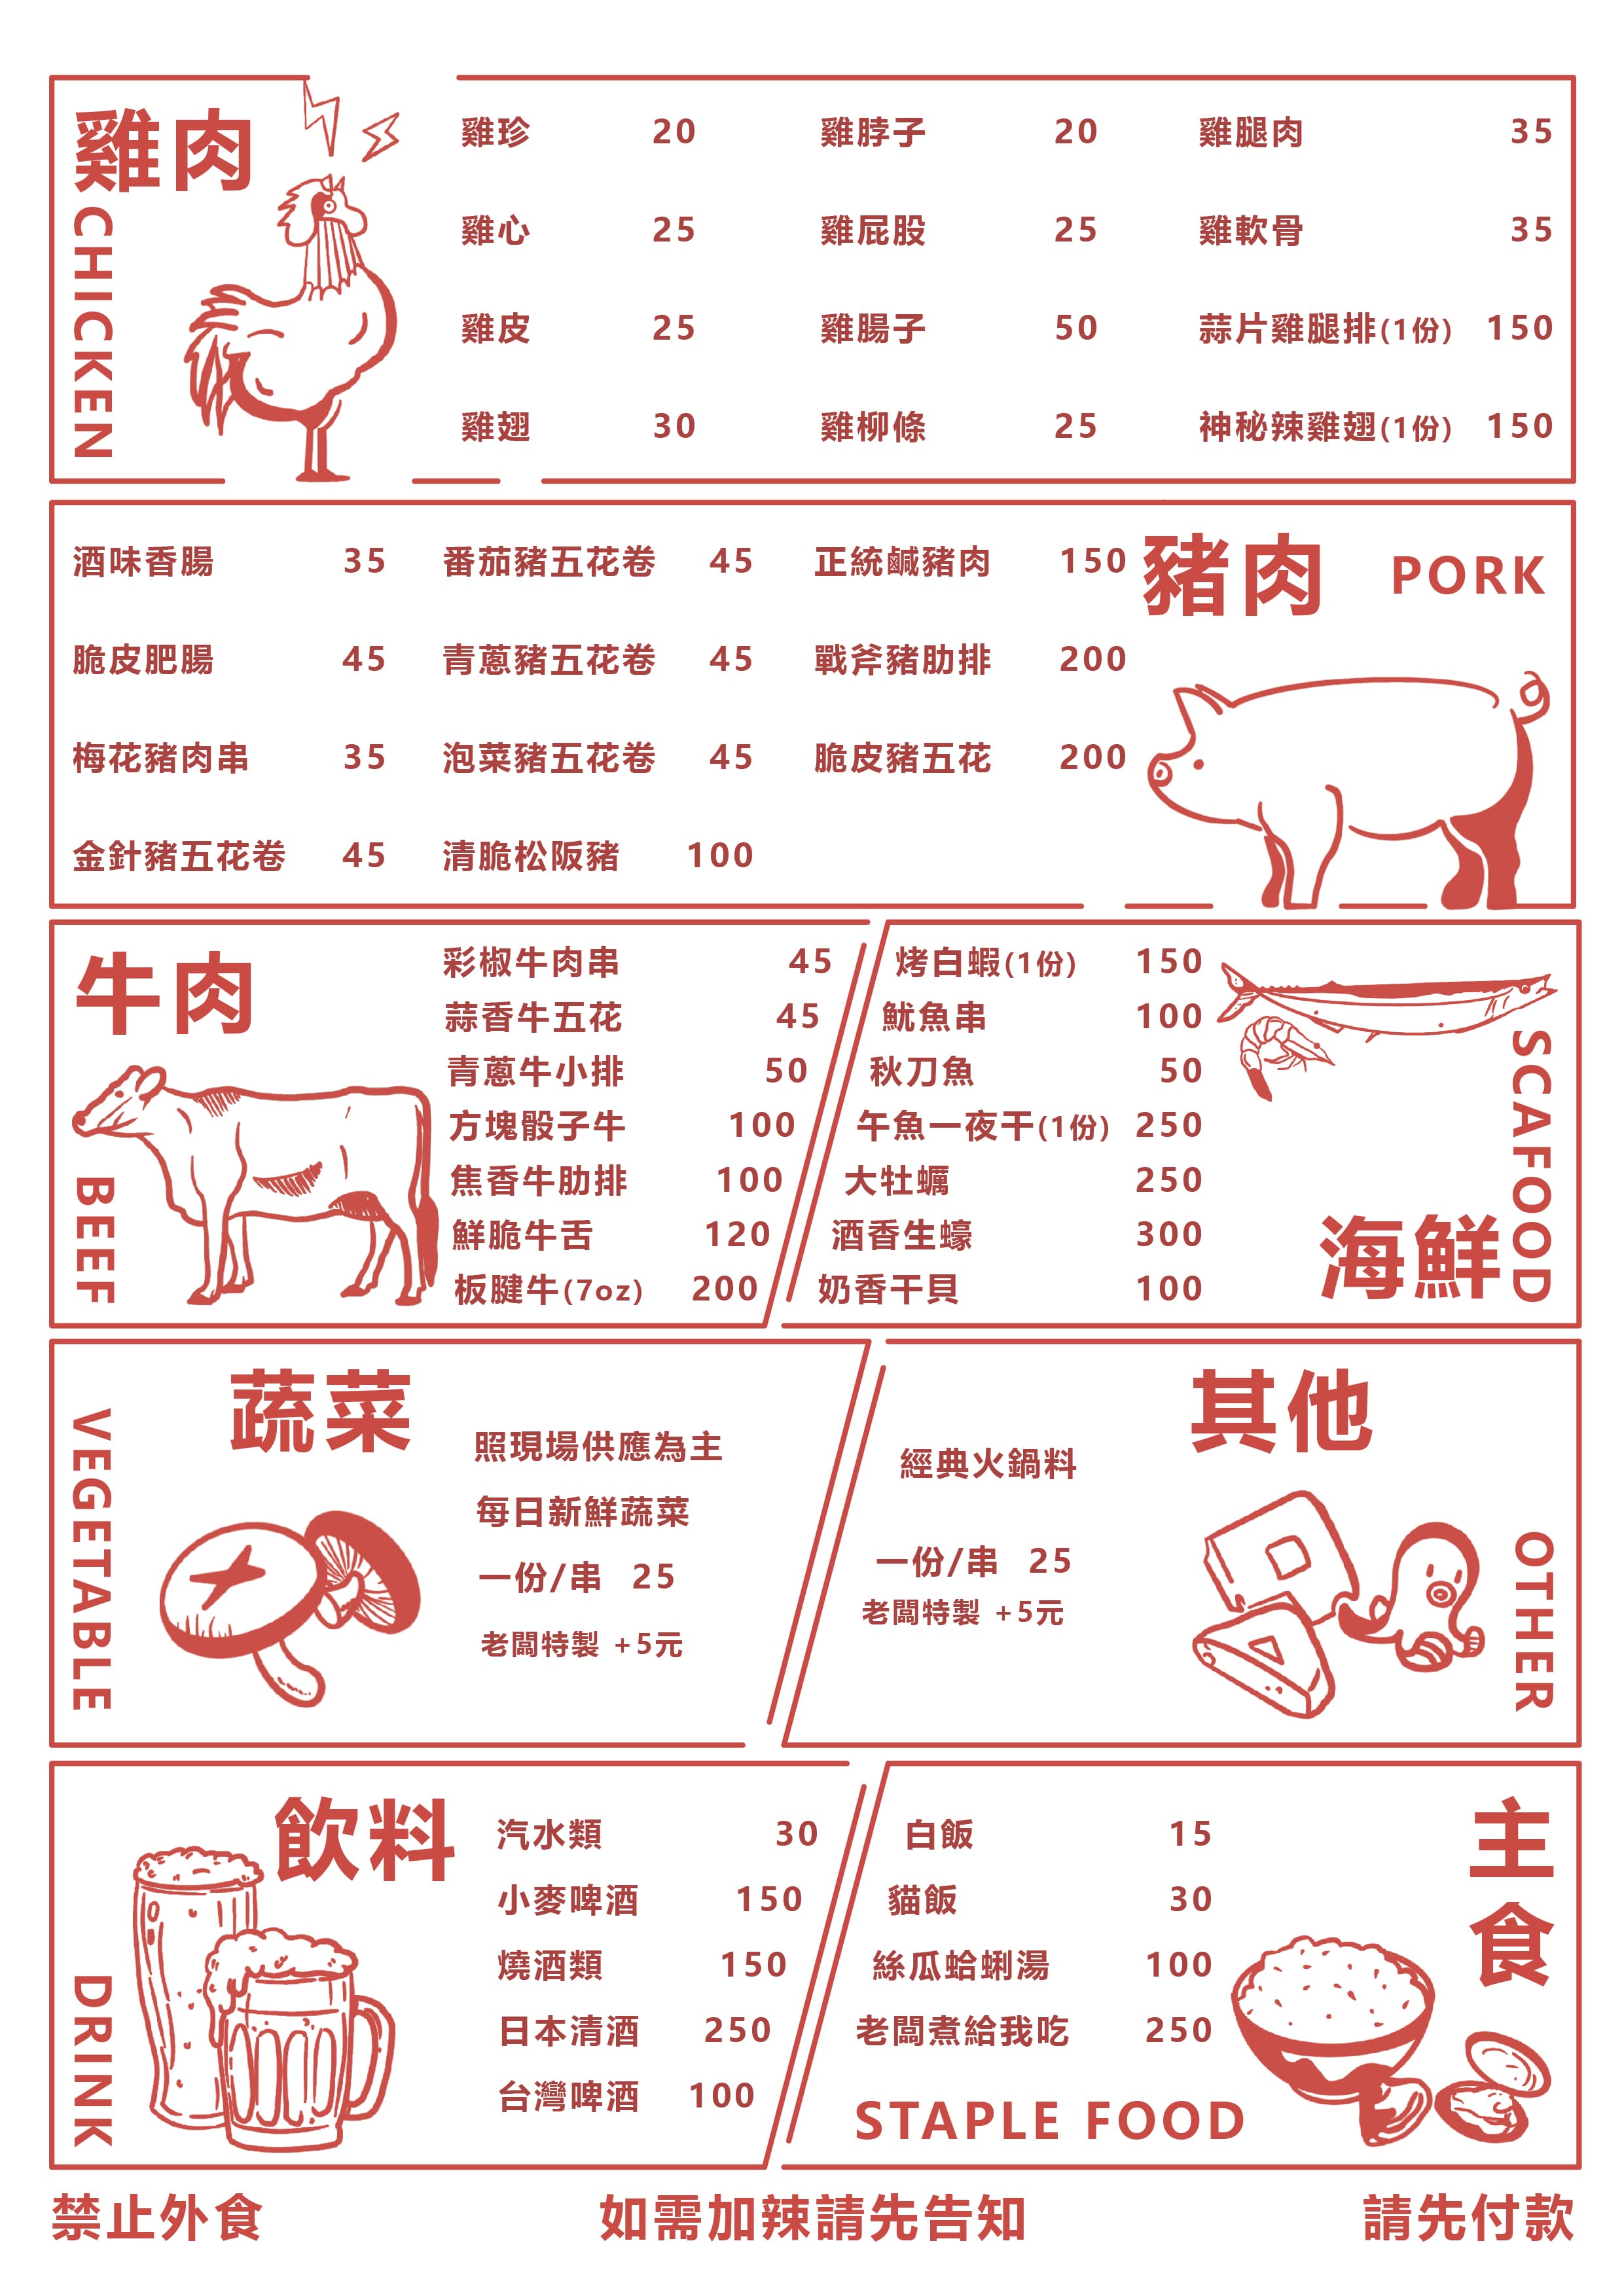 雞肉
CHICKEN
雞珍 20 雞脖子 20 雞腿肉 35
雞心 25 雞屁股 25 雞軟骨 35
雞皮 25 雞腸子 50 蒜片雞腿排(1份) 150
雞翅 30 雞柳條 25 神秘辣雞翅(1份) 150
豬肉 PORK
酒味香腸 35 番茄豬五花卷 45 正統鹹豬肉 150
脆皮肥腸 45 青蔥豬五花卷 45 戰斧豬肋排 200
梅花豬肉串 35 泡菜豬五花卷 45 脆皮豬五花 200
金針豬五花卷 45 清脆松阪豬 100
牛肉
BEEF
彩椒牛肉串 45
蒜香牛五花 45
青蔥牛小排 50
方塊骰子牛 100
焦香牛肋排 100
鮮脆牛舌 120
板腱牛(7oz) 200
烤白蝦(1份) 150
魷魚串 100
秋刀魚 50
午魚一夜干(1份) 250
大牡蠣 250
酒香生蠔 300
奶香干貝 100
SCAFOOD
海鮮
蔬菜
VEGETABLE
照現場供應為主
每日新鮮蔬菜
一份/串 25
老闆特製 +5元
其他
OTHER
經典火鍋料
一份/串 25
老闆特製 +5元
飲料
DRINK
汽水類 30
小麥啤酒 150
燒酒類 150
日本清酒 250
台灣啤酒 100
主食
白飯 15
貓飯 30
絲瓜蛤蜊湯 100
老闆煮給我吃 250
STAPLE FOOD
禁止外食 如需加辣請先告知 請先付款